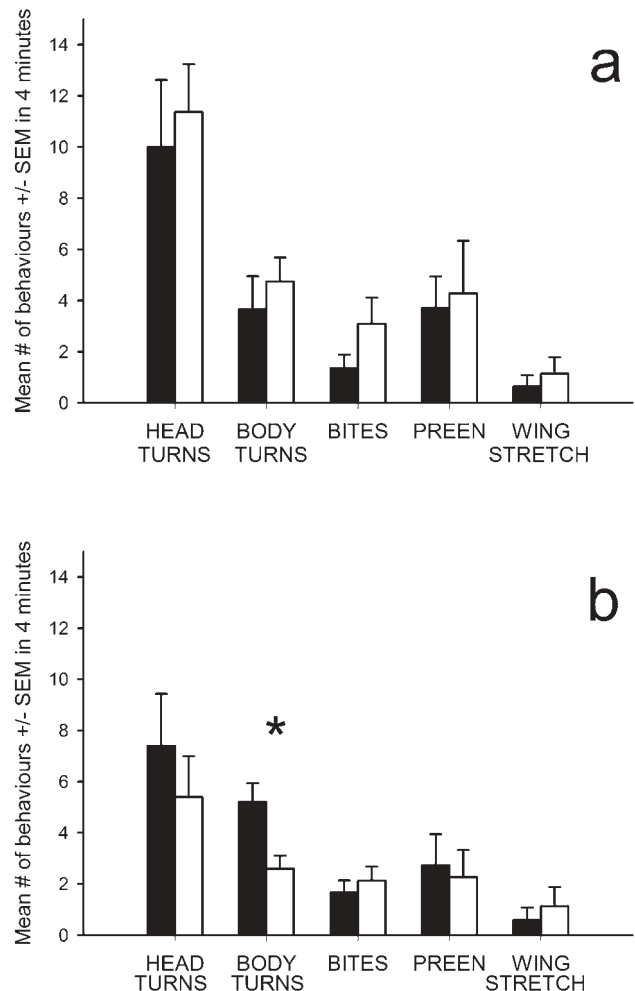 Mean # of behaviours +/- SEM in 4 minutes
14
12
10
8
6
4
2
0
a
HEAD BODY BITES PREEN WING
TURNS TURNS STRETCH
Mean # of behaviours +/- SEM in 4 minutes
14
12
10
8
6
4
2
0
b
*
HEAD BODY BITES PREEN WING
TURNS TURNS STRETCH